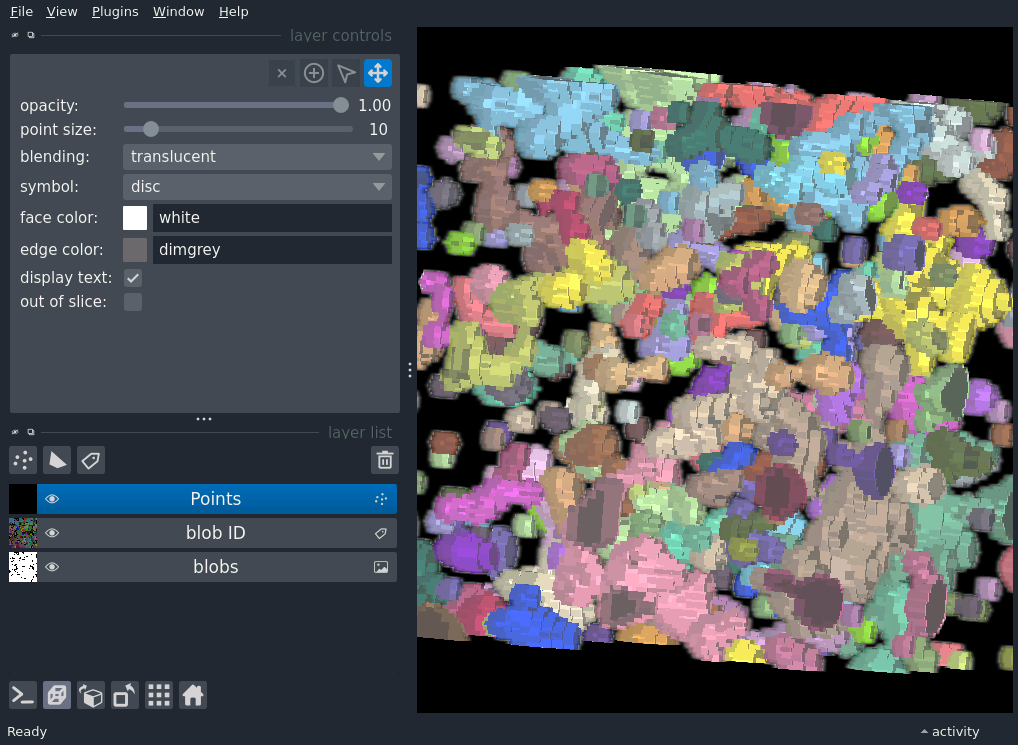 File View Plugins Window Help
layer controls
opacity: 1.00
point size: 10
blending: translucent
symbol: disc
face color: white
edge color: dimgrey
display text:
out of slice:
layer list
Points
blob ID
blobs
Ready
activity